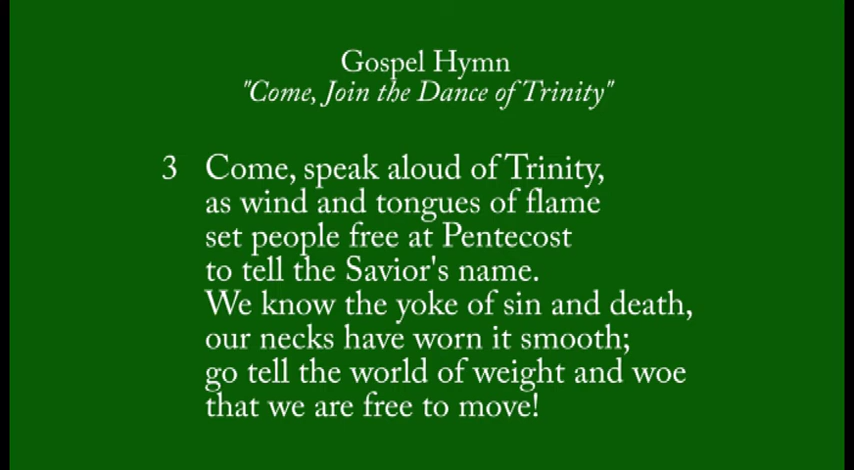 Gospel Hymn
"Come, Join the Dance of Trinity"
3 Come, speak aloud of Trinity,
as wind and tongues of flame
set people free at Pentecost
to tell the Savior's name.
We know the yoke of sin and death,
our necks have worn it smooth;
go tell the world of weight and woe
that we are free to move!